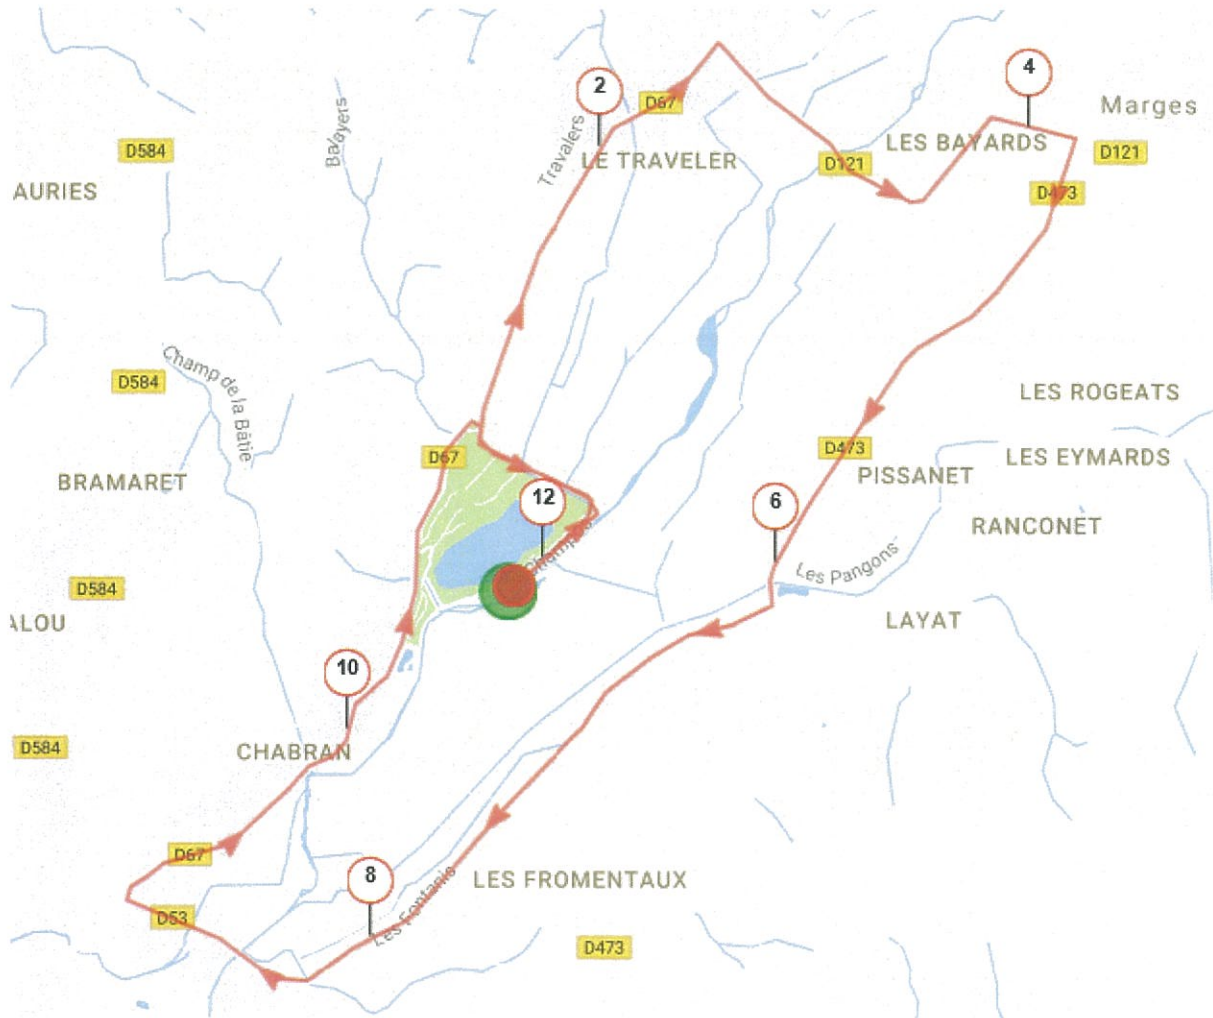 2
4
D67
Marges
Balayers
Travalers
D584
LES BAYARDS
D121
LE TRAVELER
D121
AURIES
D473
Champ de la Bâtie
D584
LES ROGEATS
D473
D67
LES EYMARDS
PISSANET
BRAMARET
12
6
RANCONET
Les Pangons
D584
ALOU
LAYAT
10
D584
CHABRAN
D67
8
LES FROMENTAUX
Les Fontanis
D53
D473